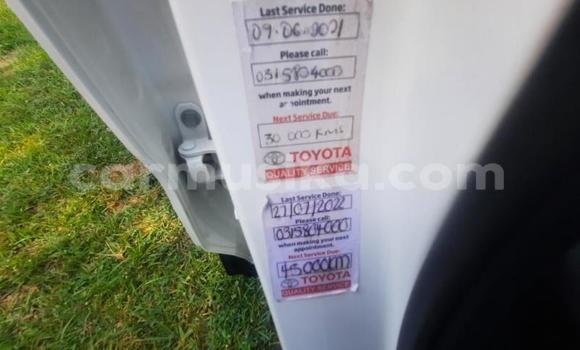 Last Service Done:
09.06.2021
Please call:
0315804000
when making your next
appointment.
Next Service Due:
30 000 Kms
TOYOTA
QUALITY SERVICE
Last Service Done:
27/07/2022
Please call:
0315804000
when making your next
appointment.
Next Service Due:
45000km
TOYOTA
QUALITY SERVICE